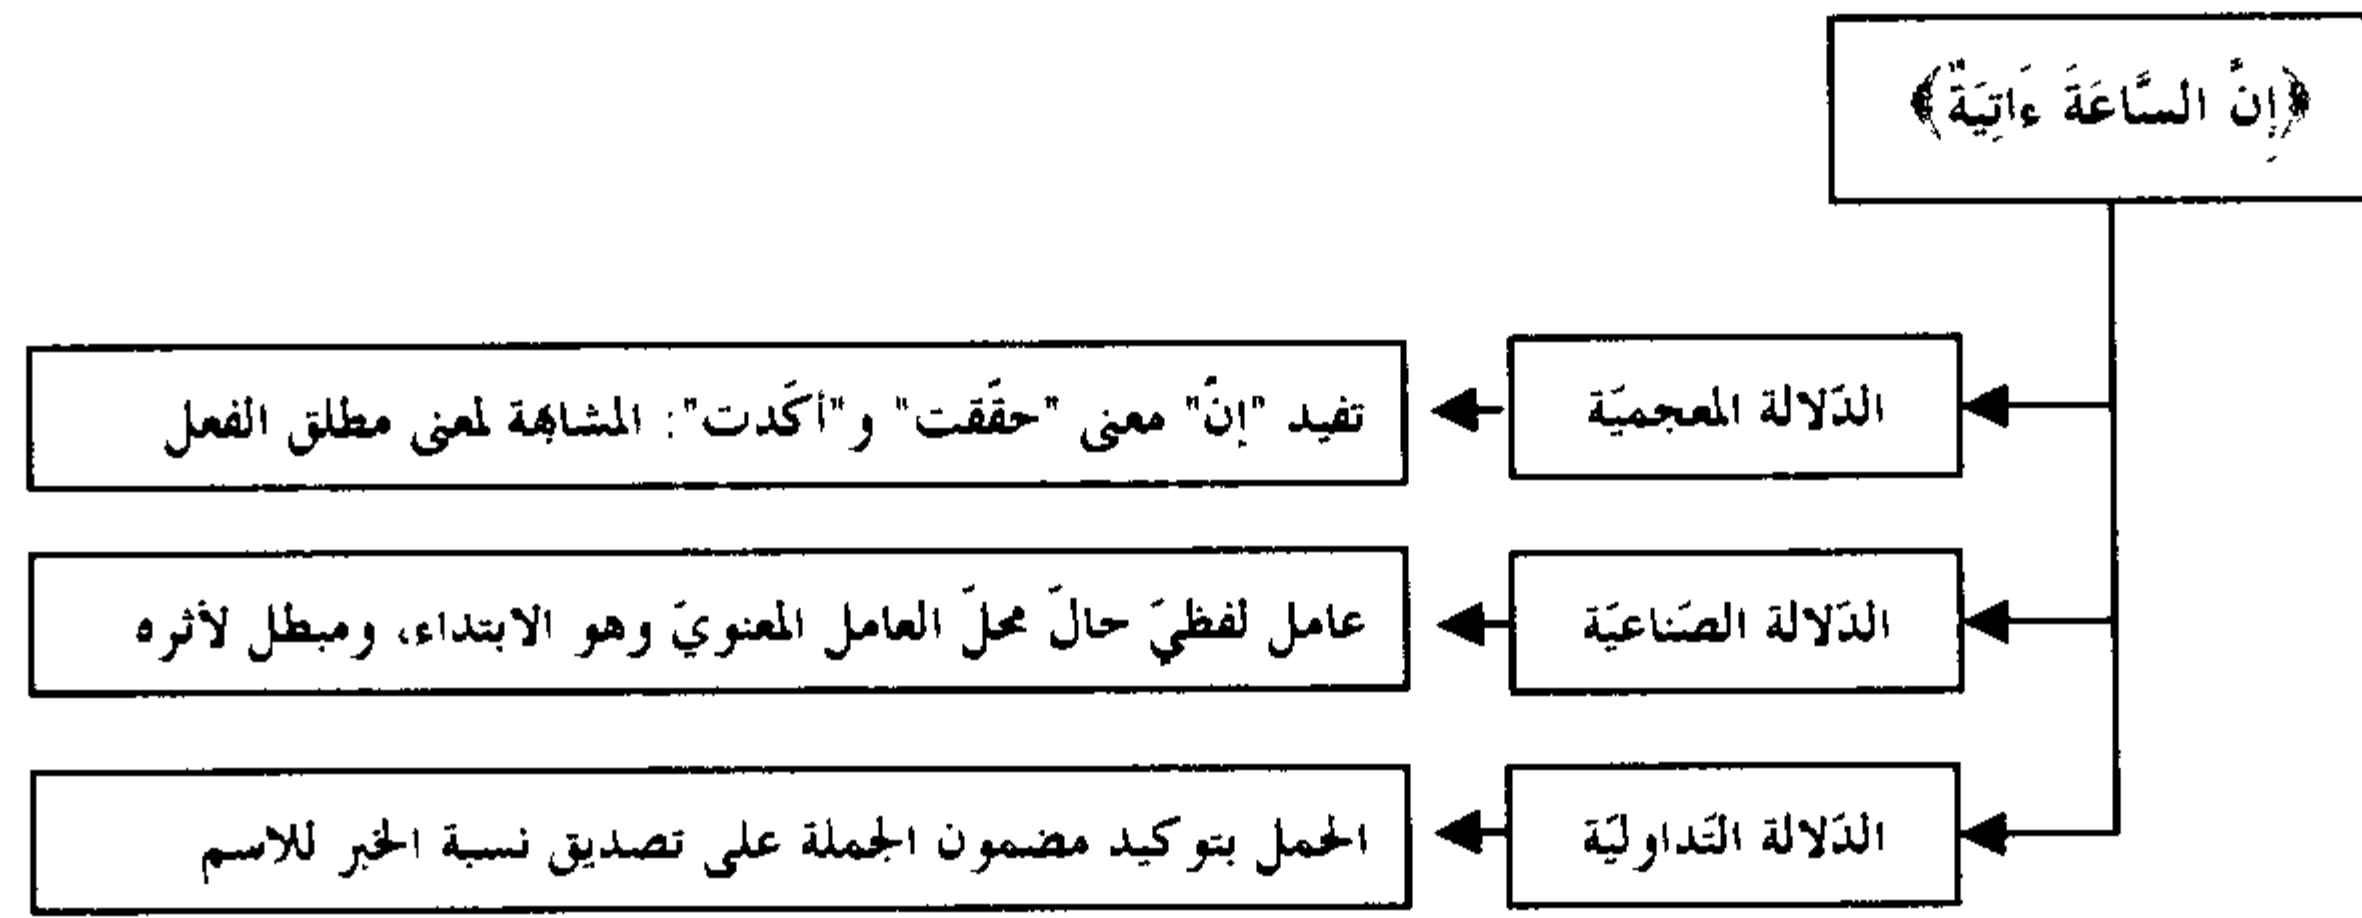 ﴿إِنَّ السَّاعَةَ ءَاتِيَةٌ﴾
الدَّلالة المعجميَّة
تفيد "إنَّ" معنى "حقَّقت" و"أكَّدت": المشابهة لمعنى مطلق الفعل
الدَّلالة الصَّناعيَّة
عامل لفظيَّ حالَّ محلَّ العامل المعنويَّ وهو الابتداء، ومبطل لأثره
الدَّلالة التَّداوليَّة
الحمل بتوكيد مضمون الجملة على تصديق نسبة الخبر للاسم